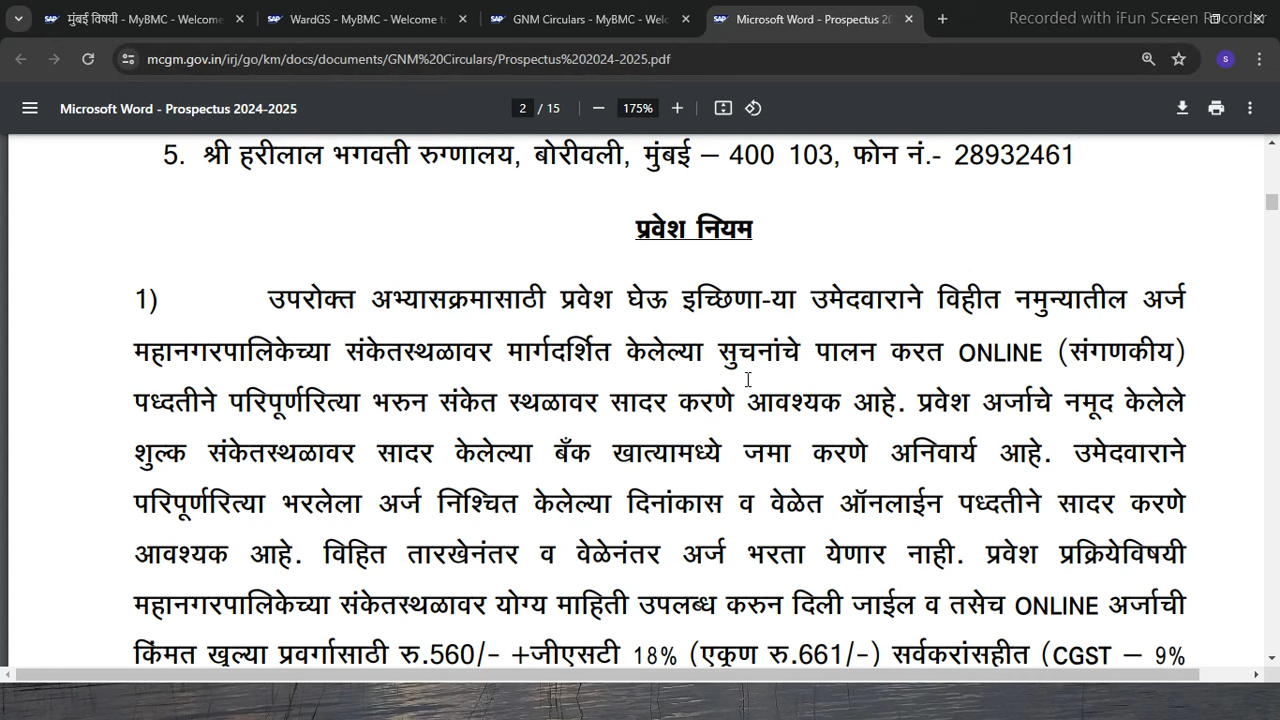 मुंबई विषयी - MyBMC - Welcome
WardGS - MyBMC - Welcome to
GNM Circulars - MyBMC - Welc
Microsoft Word - Prospectus 20
Recorded with iFun Screen Recorder
mcgm.gov.in/irj/go/km/docs/documents/GNM%20Circulars/Prospectus%202024-2025.pdf
S
Microsoft Word - Prospectus 2024-2025
2 / 15
175%
5. श्री हरीलाल भगवती रुग्णालय, बोरीवली, मुंबई – 400 103, फोन नं.- 28932461
प्रवेश नियम
1) उपरोक्त अभ्यासक्रमासाठी प्रवेश घेऊ इच्छिणा-या उमेदवाराने विहीत नमुन्यातील अर्ज
महानगरपालिकेच्या संकेतस्थळावर मार्गदर्शित केलेल्या सुचनांचे पालन करत ONLINE (संगणकीय)
पध्दतीने परिपूर्णरित्या भरुन संकेत स्थळावर सादर करणे आवश्यक आहे. प्रवेश अर्जाचे नमूद केलेले
शुल्क संकेतस्थळावर सादर केलेल्या बँक खात्यामध्ये जमा करणे अनिवार्य आहे. उमेदवाराने
परिपूर्णरित्या भरलेला अर्ज निश्चित केलेल्या दिनांकास व वेळेत ऑनलाईन पध्दतीने सादर करणे
आवश्यक आहे. विहित तारखेनंतर व वेळेनंतर अर्ज भरता येणार नाही. प्रवेश प्रक्रियेविषयी
महानगरपालिकेच्या संकेतस्थळावर योग्य माहिती उपलब्ध करुन दिली जाईल व तसेच ONLINE अर्जाची
किंमत खुल्या प्रवर्गासाठी रु.560/- +जीएसटी 18% (एकूण रु.661/-) सर्वकरांसहीत (CGST – 9%